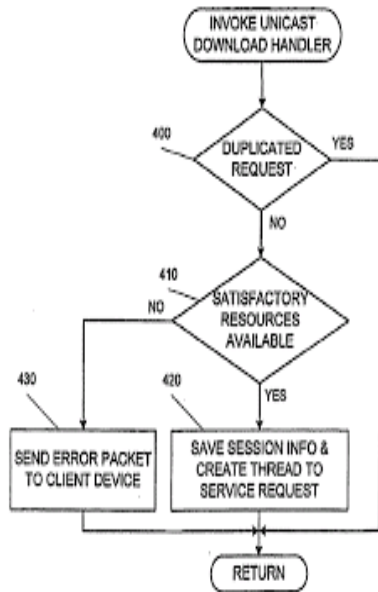 INVOKE UNICAST
DOWNLOAD HANDLER
400
YES
DUPLICATED
REQUEST
NO
410
NO
SATISFACTORY
RESOURCES
AVAILABLE
430
420
YES
SEND ERROR PACKET
TO CLIENT DEVICE
SAVE SESSION INFO &
CREATE THREAD TO
SERVICE REQUEST
RETURN